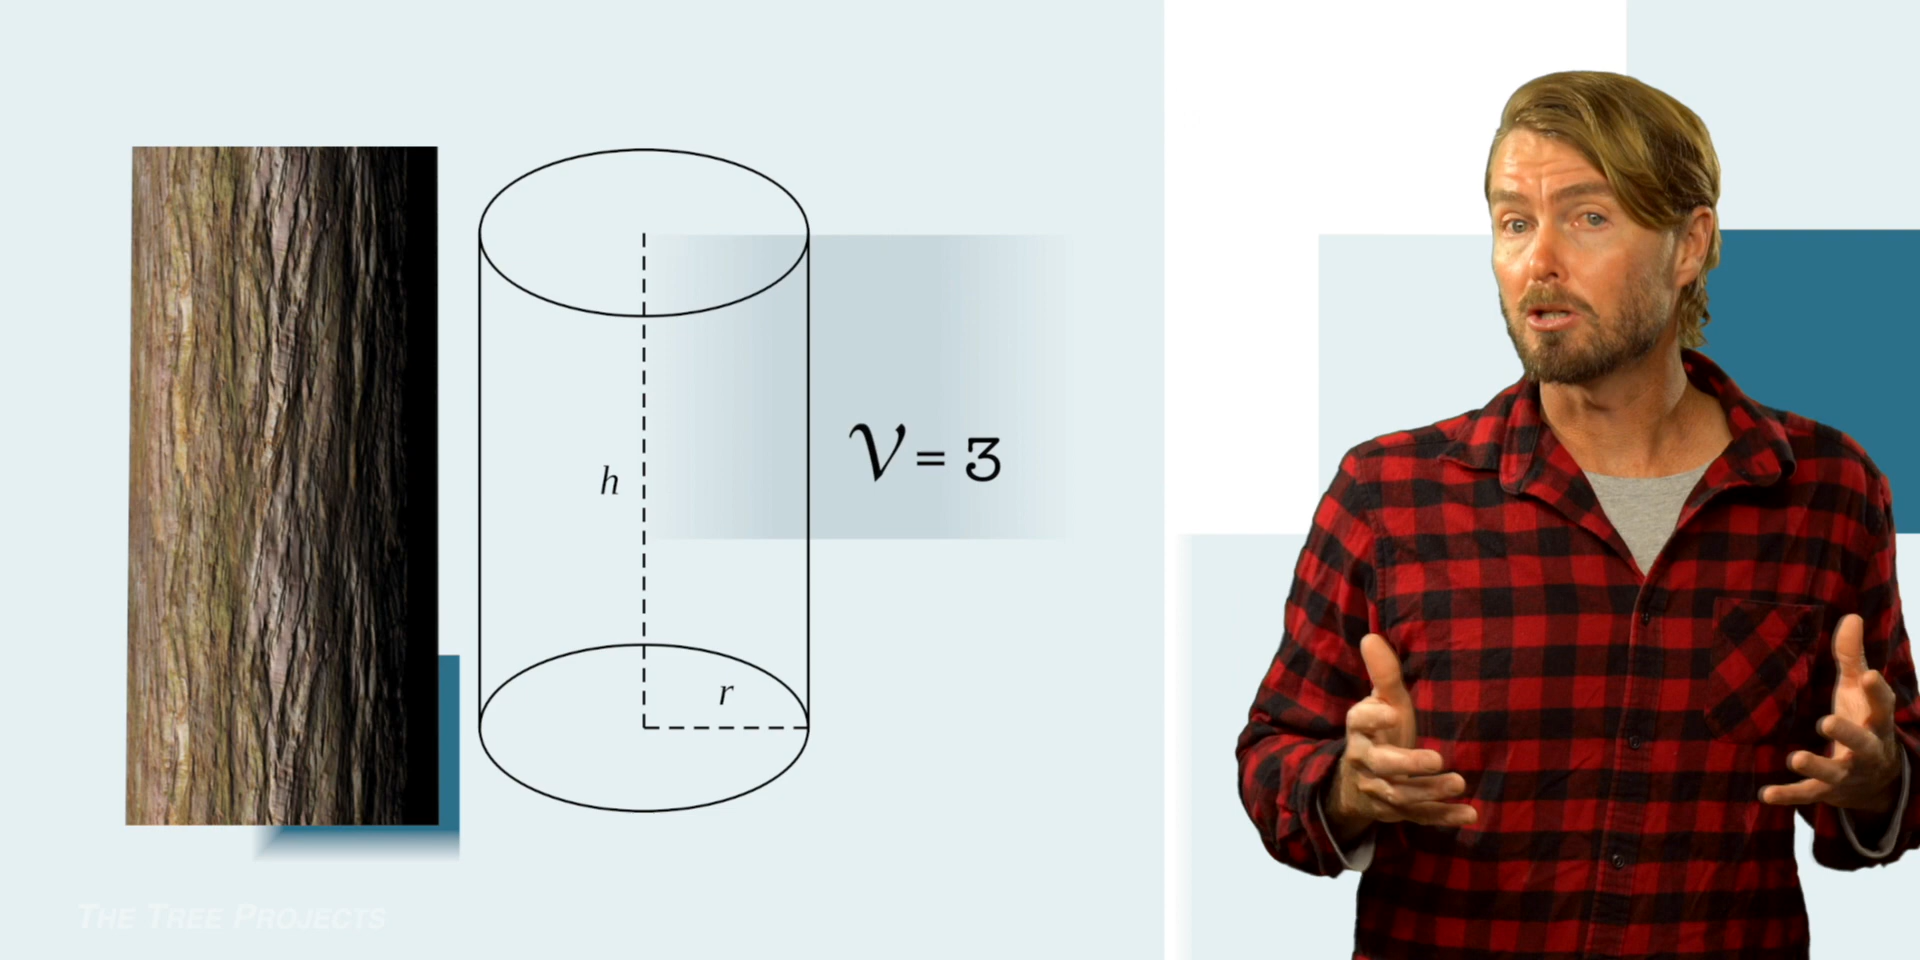 h
𝒱 = 3
r
THE TREE PROJECTS